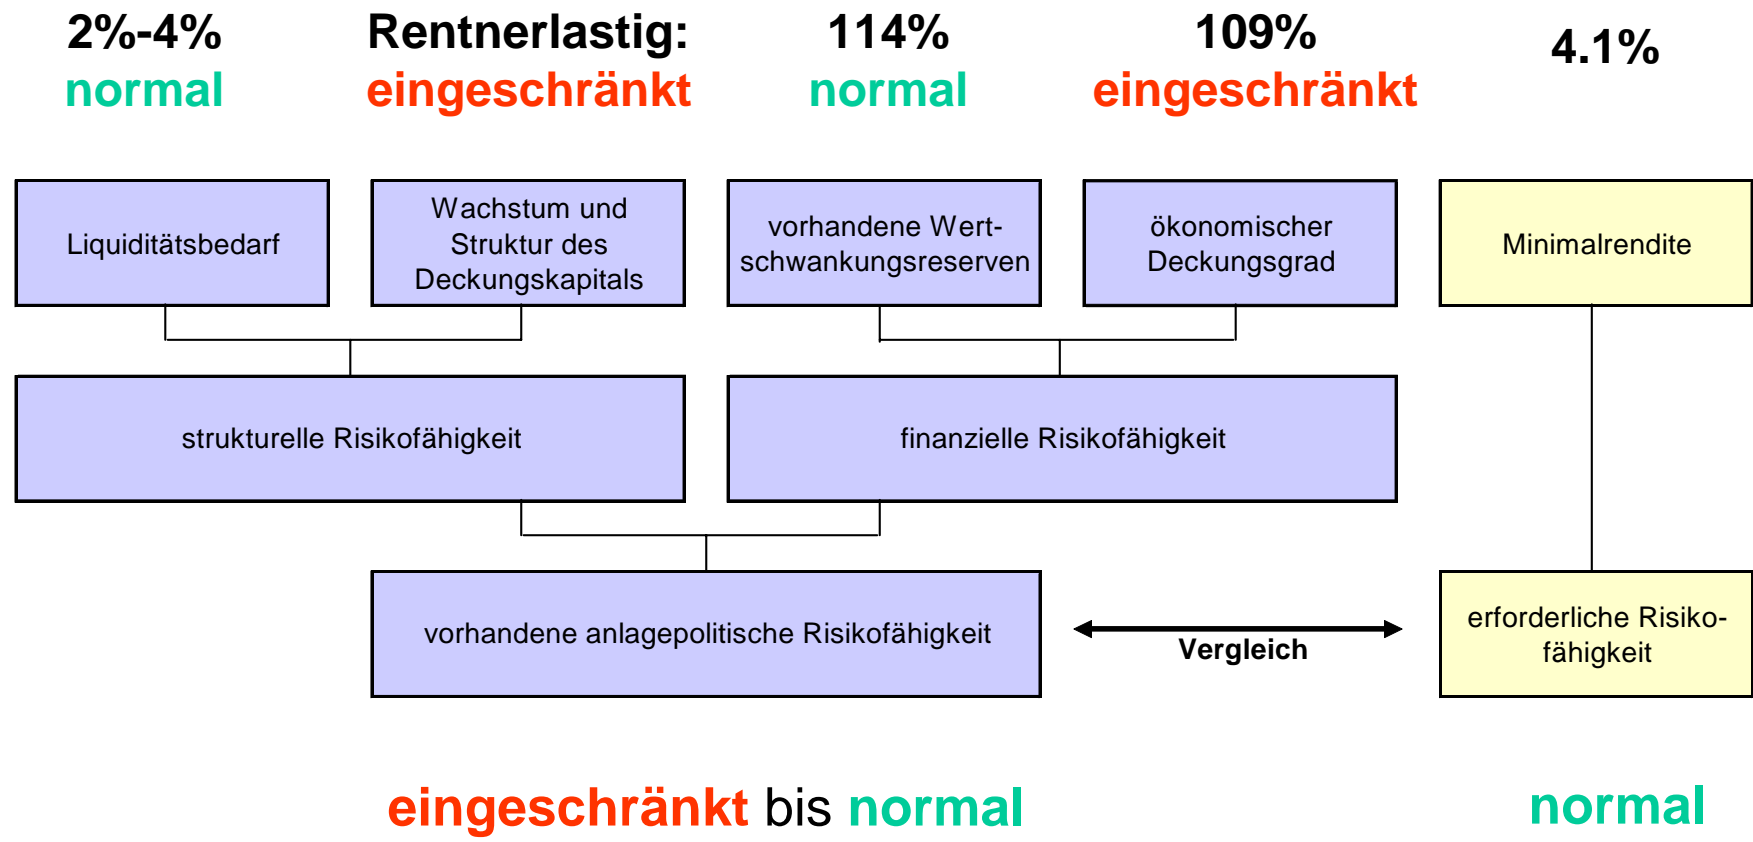 2%-4%
normal
Rentnerlastig:
eingeschränkt
114%
normal
109%
eingeschränkt
4.1%
Liquiditätsbedarf
Wachstum und
Struktur des
Deckungskapitals
vorhandene Wert-
schwankungsreserven
ökonomischer
Deckungsgrad
Minimalrendite
strukturelle Risikofähigkeit
finanzielle Risikofähigkeit
vorhandene anlagepolitische Risikofähigkeit
Vergleich
erforderliche Risiko-
fähigkeit
eingeschränkt bis normal
normal